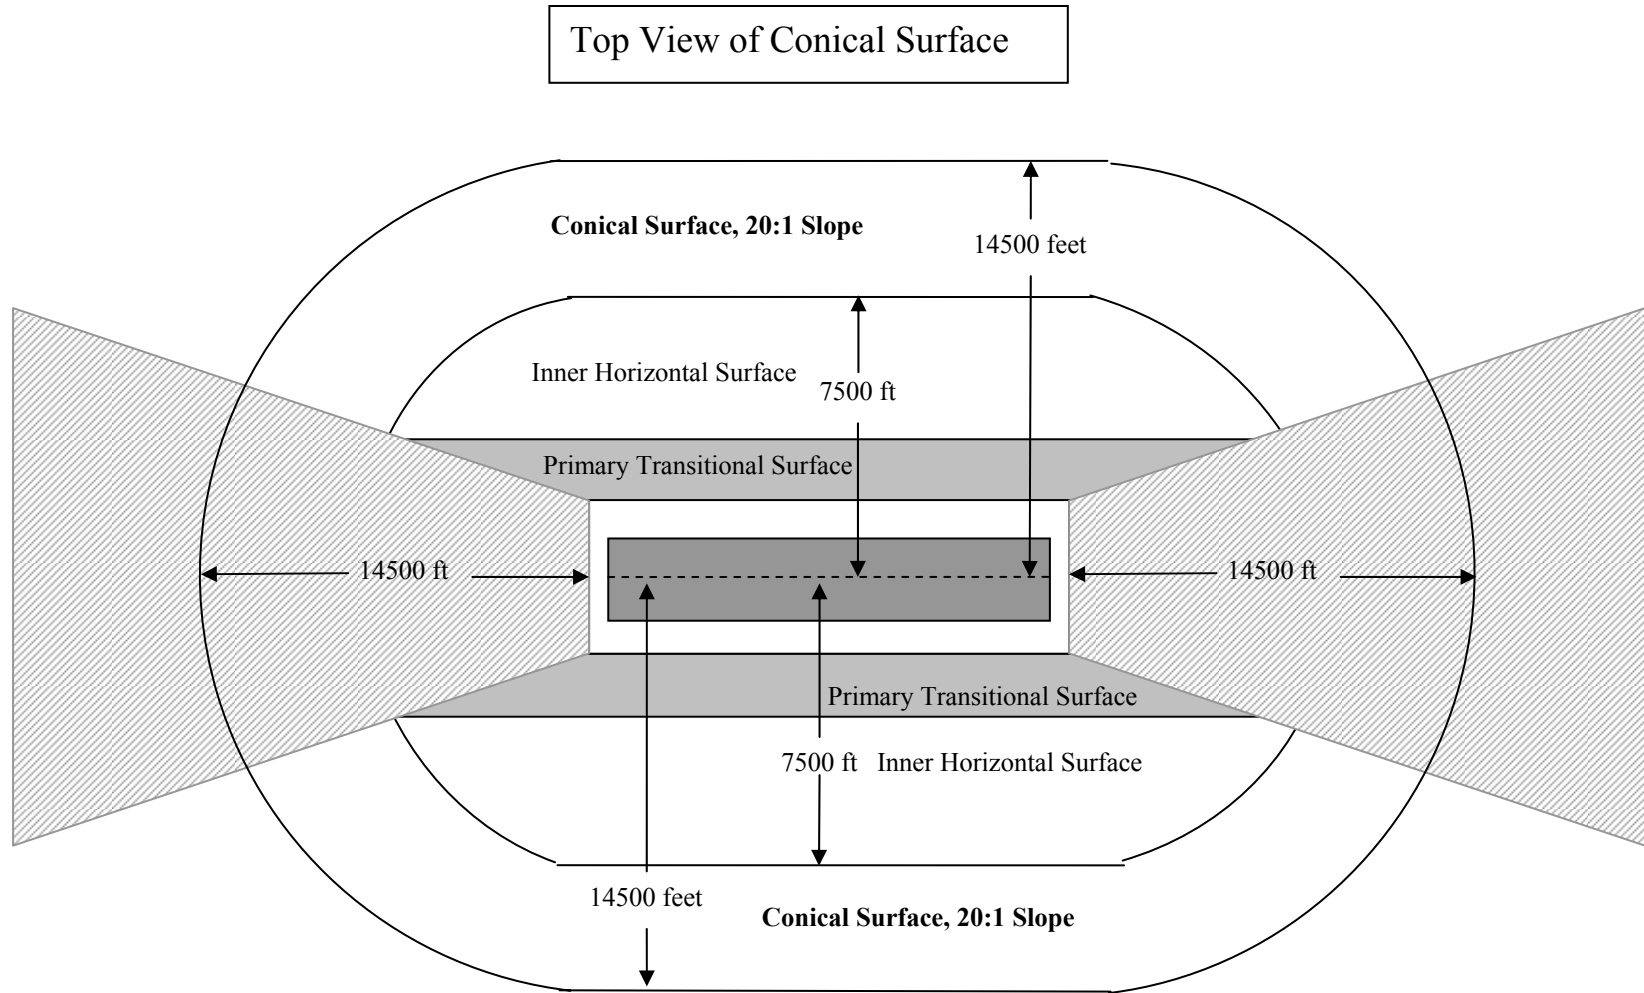 Top View of Conical Surface
Conical Surface, 20:1 Slope
14500 feet
Inner Horizontal Surface
7500 ft
Primary Transitional Surface
14500 ft
14500 ft
Primary Transitional Surface
7500 ft
Inner Horizontal Surface
14500 feet
Conical Surface, 20:1 Slope